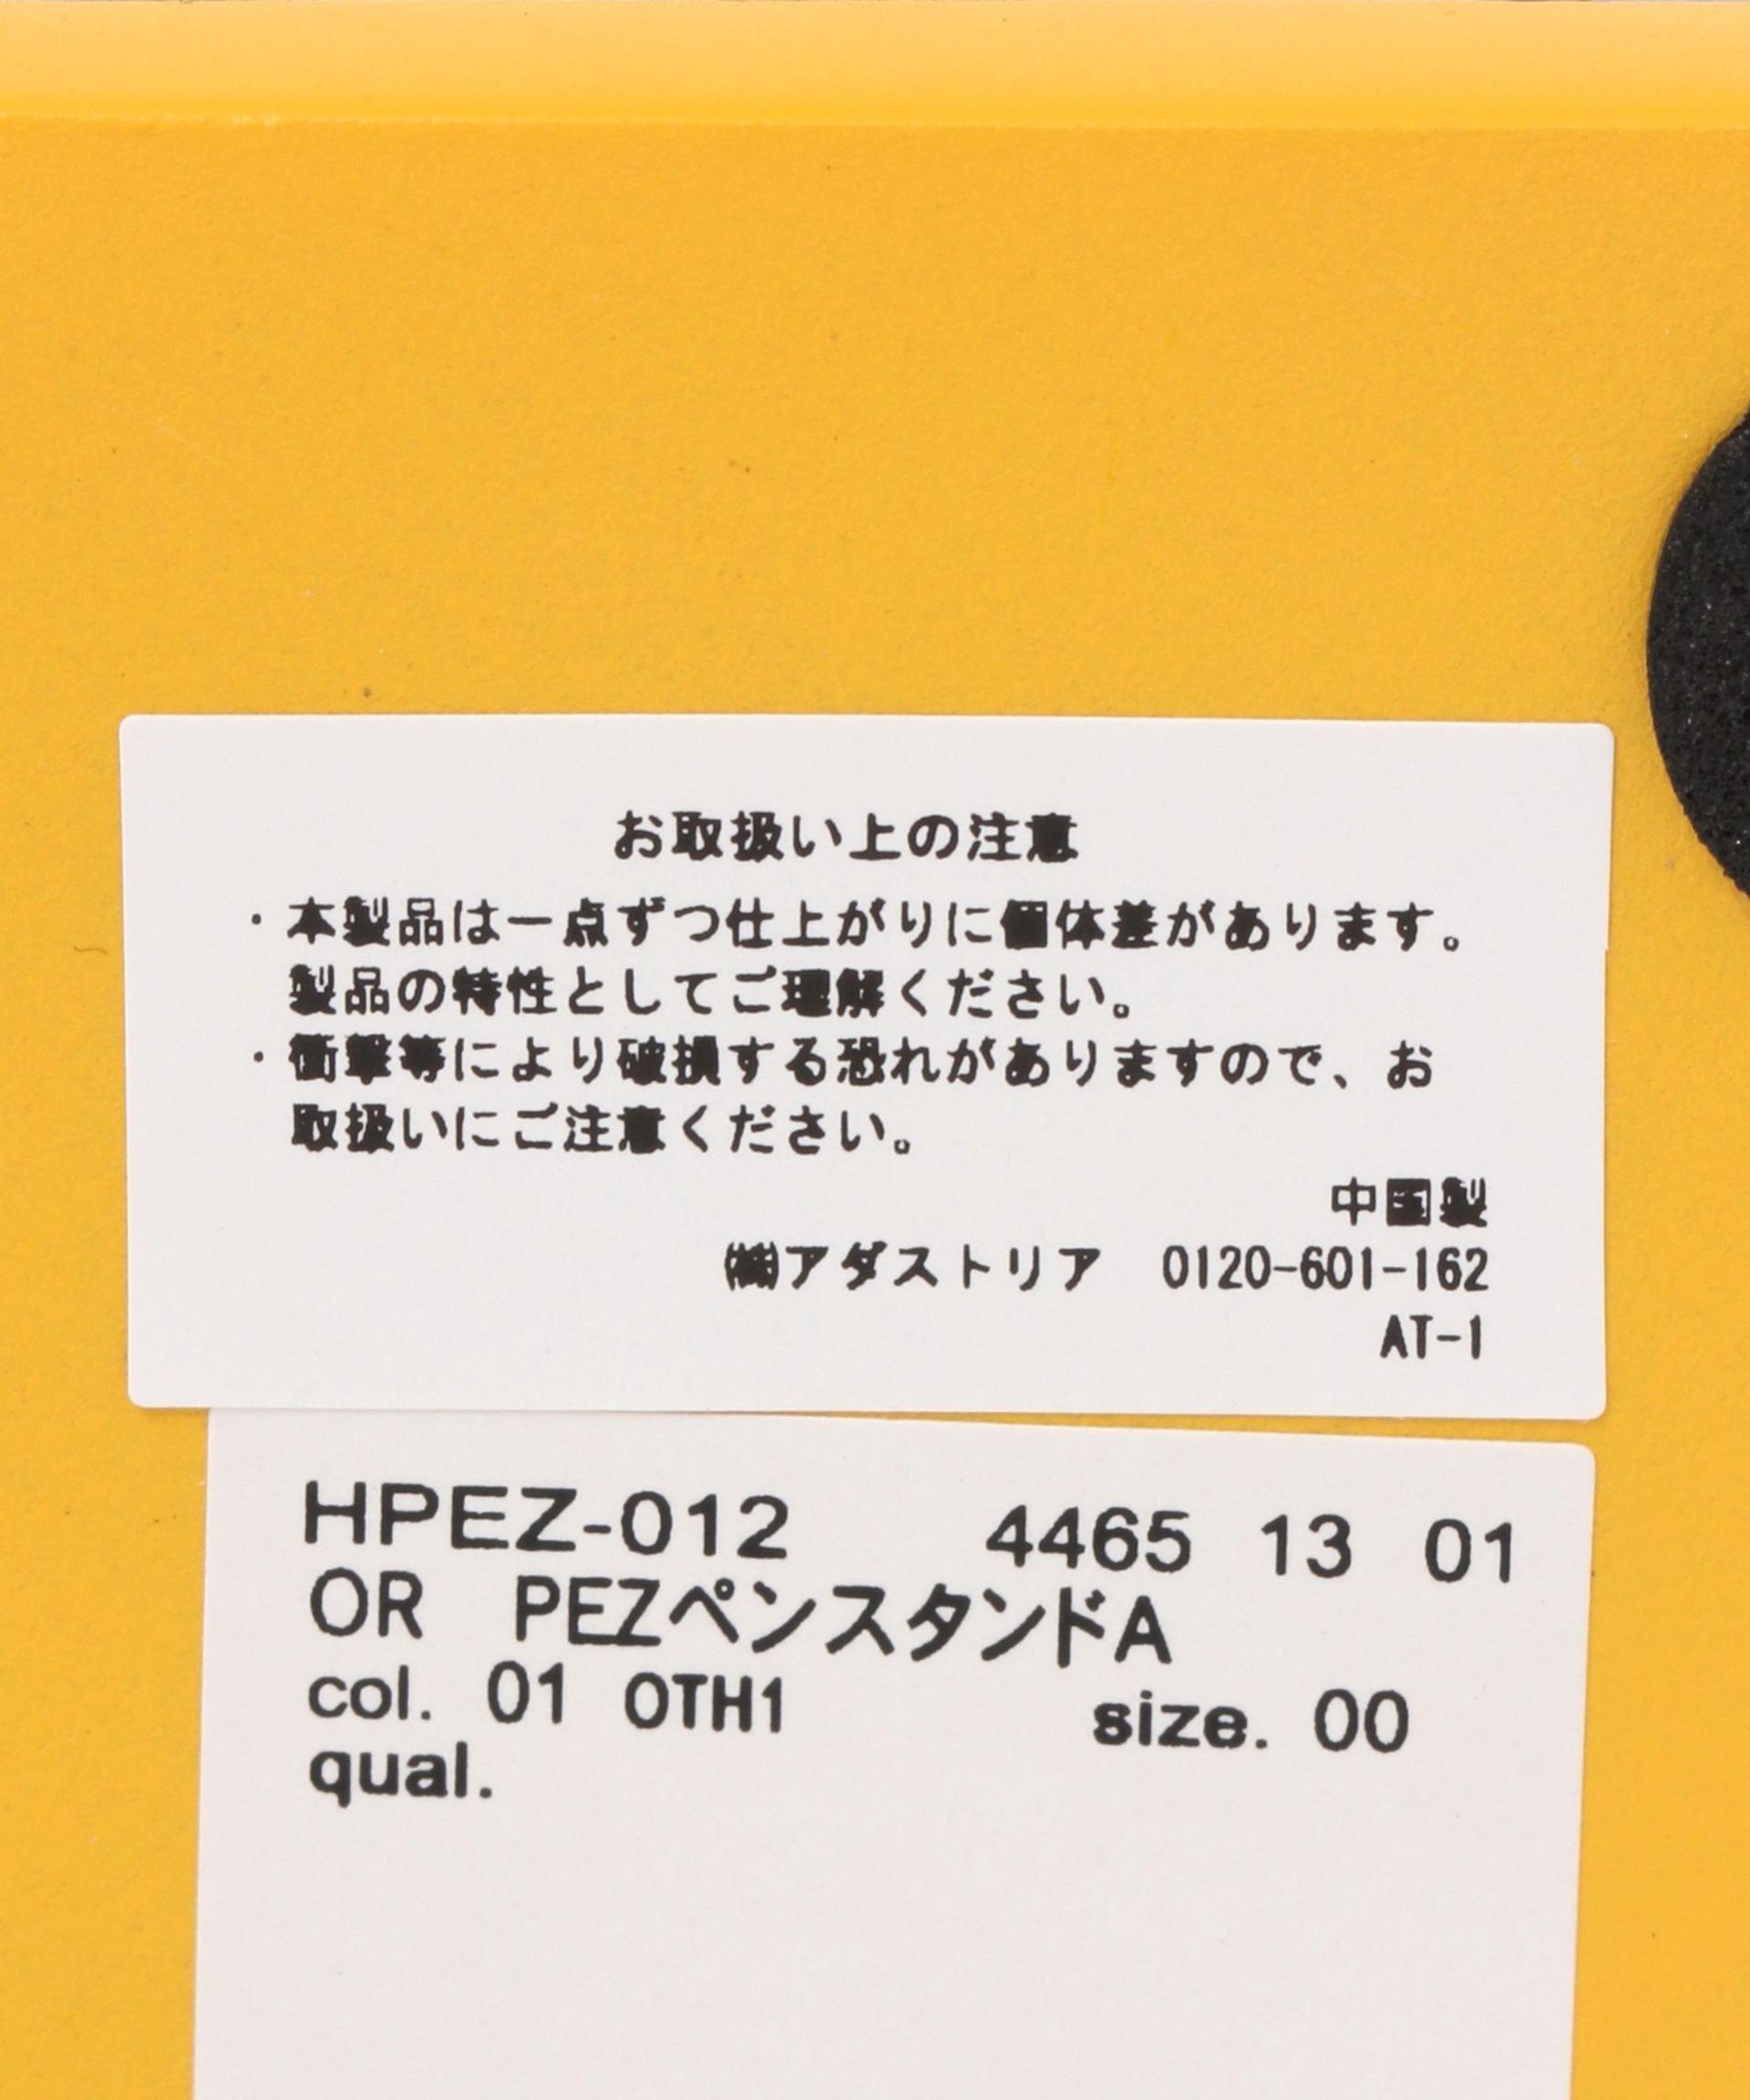 お取扱い上の注意
・本製品は一点ずつ仕上がりに個体差があります。
製品の特性としてご理解ください。
・衝撃等により破損する恐れがありますので、お
取扱いにご注意ください。
中国製
㈱アダストリア　0120-601-162
AT-1
HPEZ-012 4465 13 01
OR　PEZペンスタンドA
col. 01 OTH1 size. 00
qual.